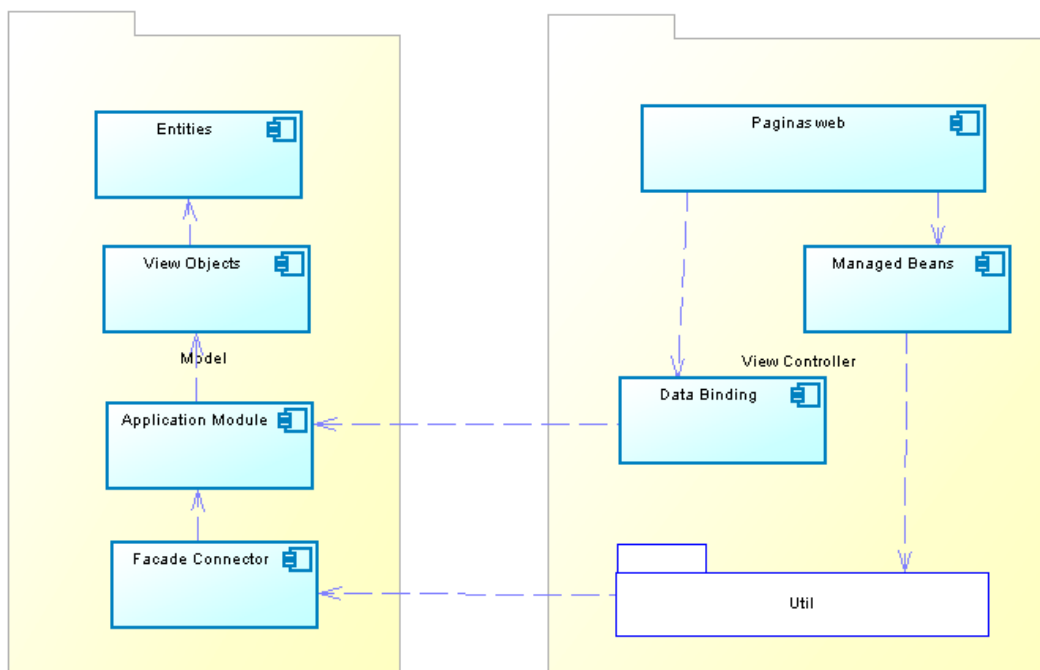 Entities
View Objects
Model
Application Module
Facade Connector
Paginas web
Managed Beans
View Controller
Data Binding
Util